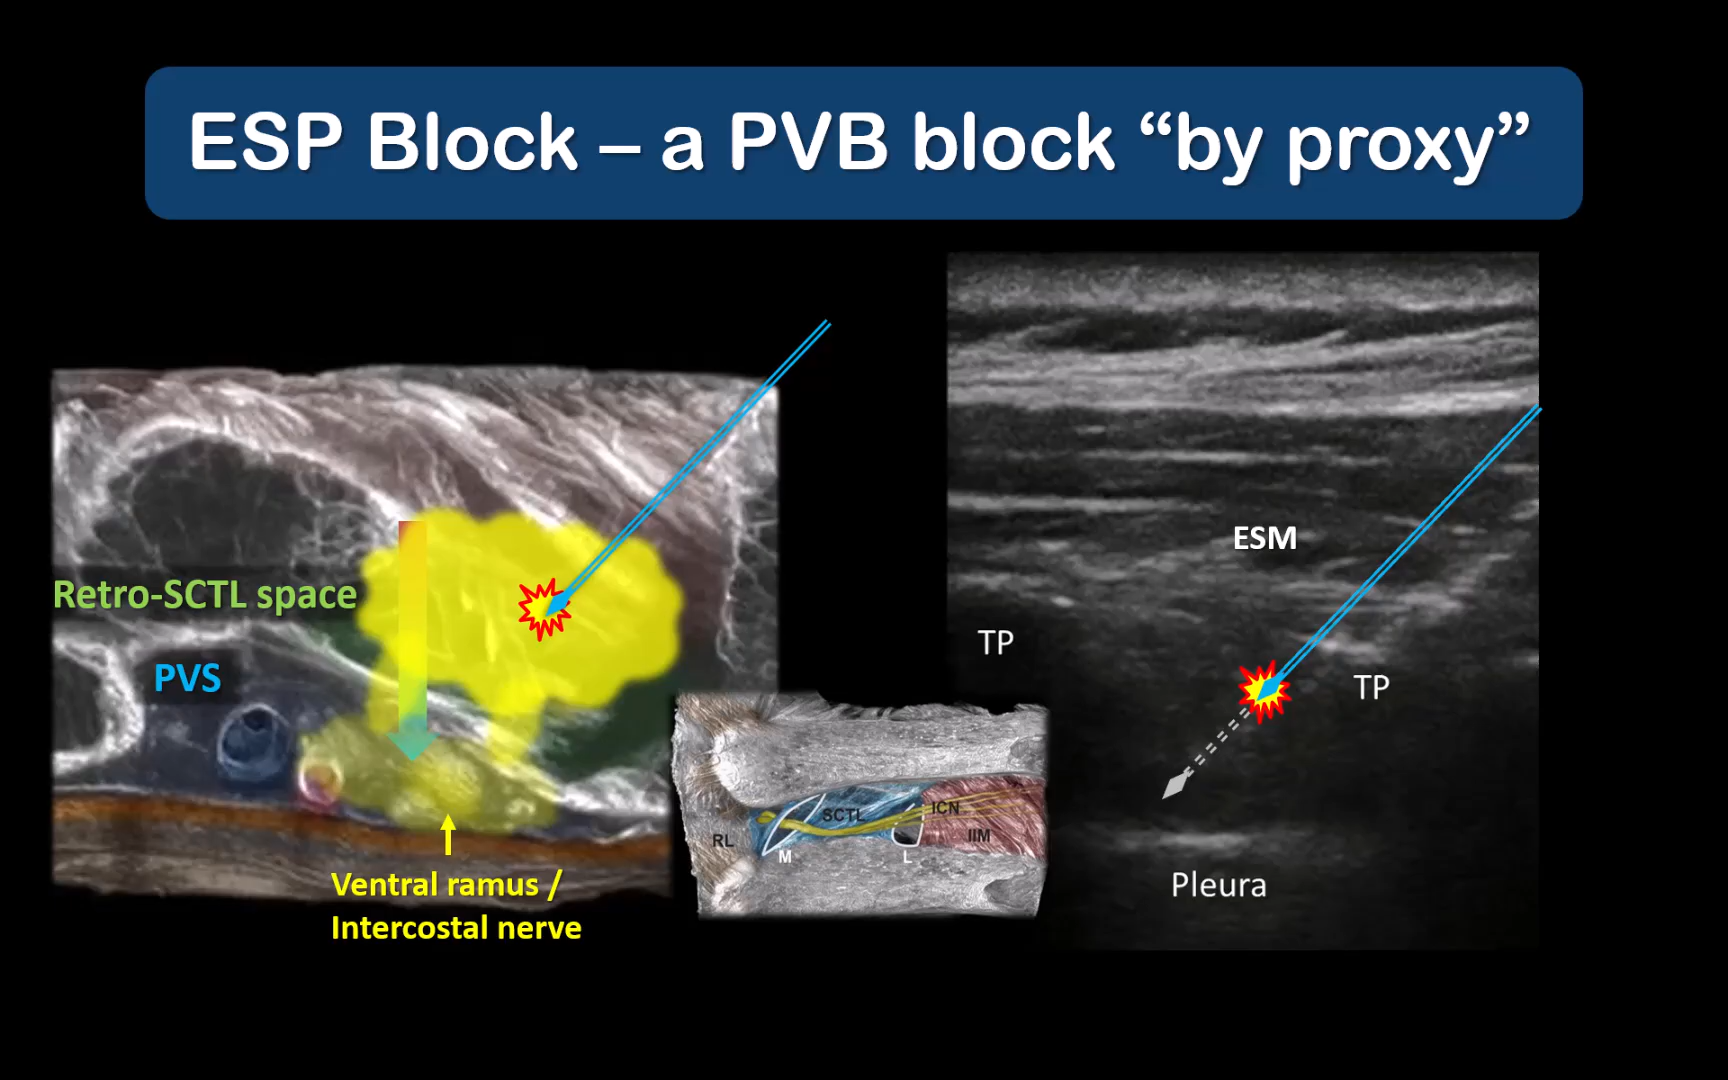 ESP Block – a PVB block “by proxy”
Retro-SCTL space
PVS
Ventral ramus /
Intercostal nerve
RL
M
SCTL
L
ICN
IIM
ESM
TP
TP
Pleura